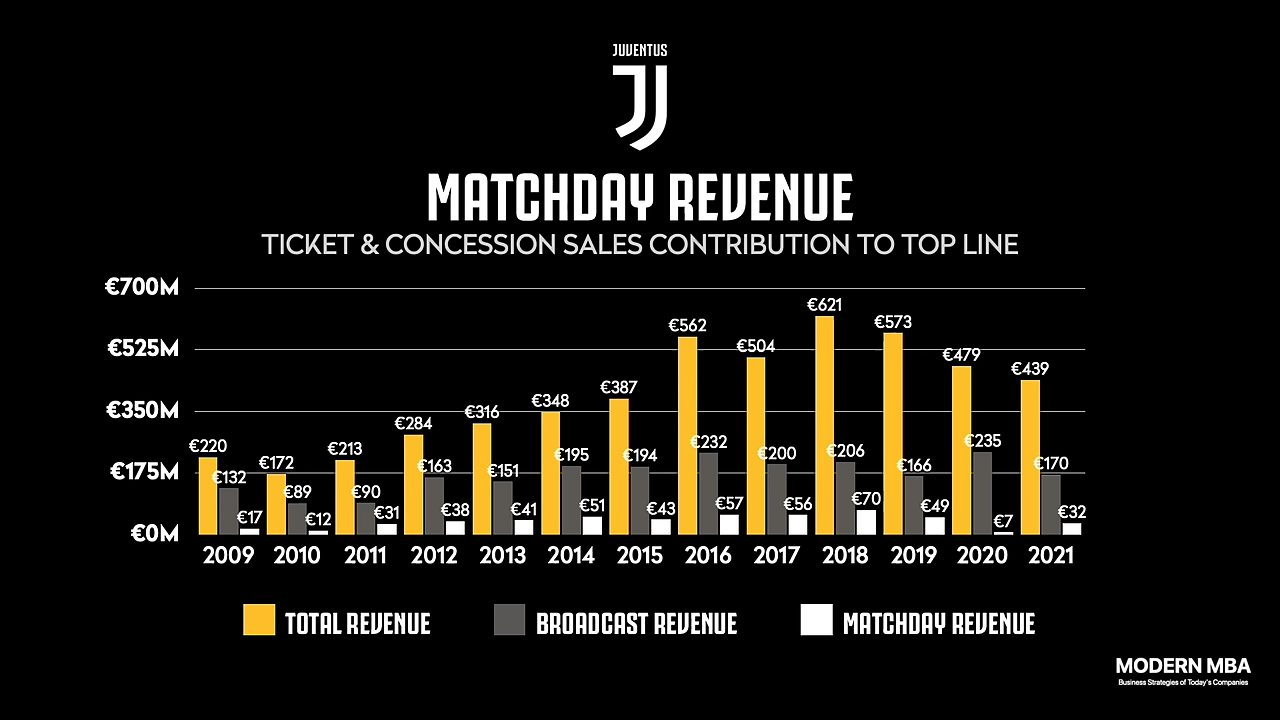 JUVENTUS
MATCHDAY REVENUE
TICKET & CONCESSION SALES CONTRIBUTION TO TOP LINE
€700M
€525M
€350M
€175M
€0M
€220 €132 €17
€172 €89 €12
€213 €90 €31
€284 €163 €38
€316 €151 €41
€348 €195 €51
€387 €194 €43
€562 €232 €57
€504 €200 €56
€621 €206 €70
€573 €166 €49
€479 €235 €7
€439 €170 €32
2009 2010 2011 2012 2013 2014 2015 2016 2017 2018 2019 2020 2021
TOTAL REVENUE BROADCAST REVENUE MATCHDAY REVENUE
MODERN MBA
Business Strategies of Today's Companies